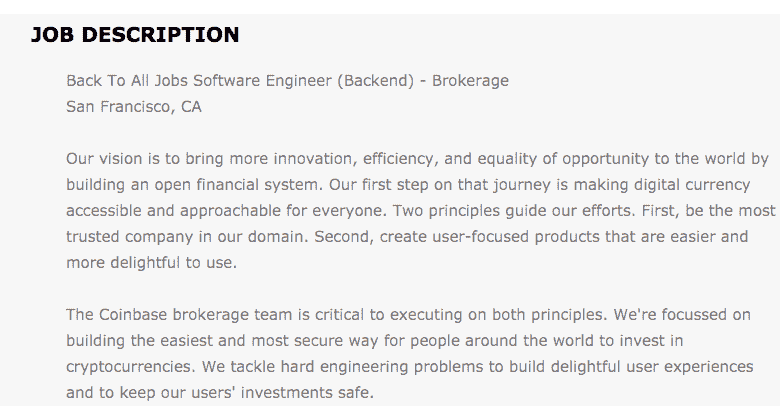 JOB DESCRIPTION
Back To All Jobs Software Engineer (Backend) - Brokerage
San Francisco, CA
Our vision is to bring more innovation, efficiency, and equality of opportunity to the world by
building an open financial system. Our first step on that journey is making digital currency
accessible and approachable for everyone. Two principles guide our efforts. First, be the most
trusted company in our domain. Second, create user-focused products that are easier and
more delightful to use.
The Coinbase brokerage team is critical to executing on both principles. We're focussed on
building the easiest and most secure way for people around the world to invest in
cryptocurrencies. We tackle hard engineering problems to build delightful user experiences
and to keep our users' investments safe.